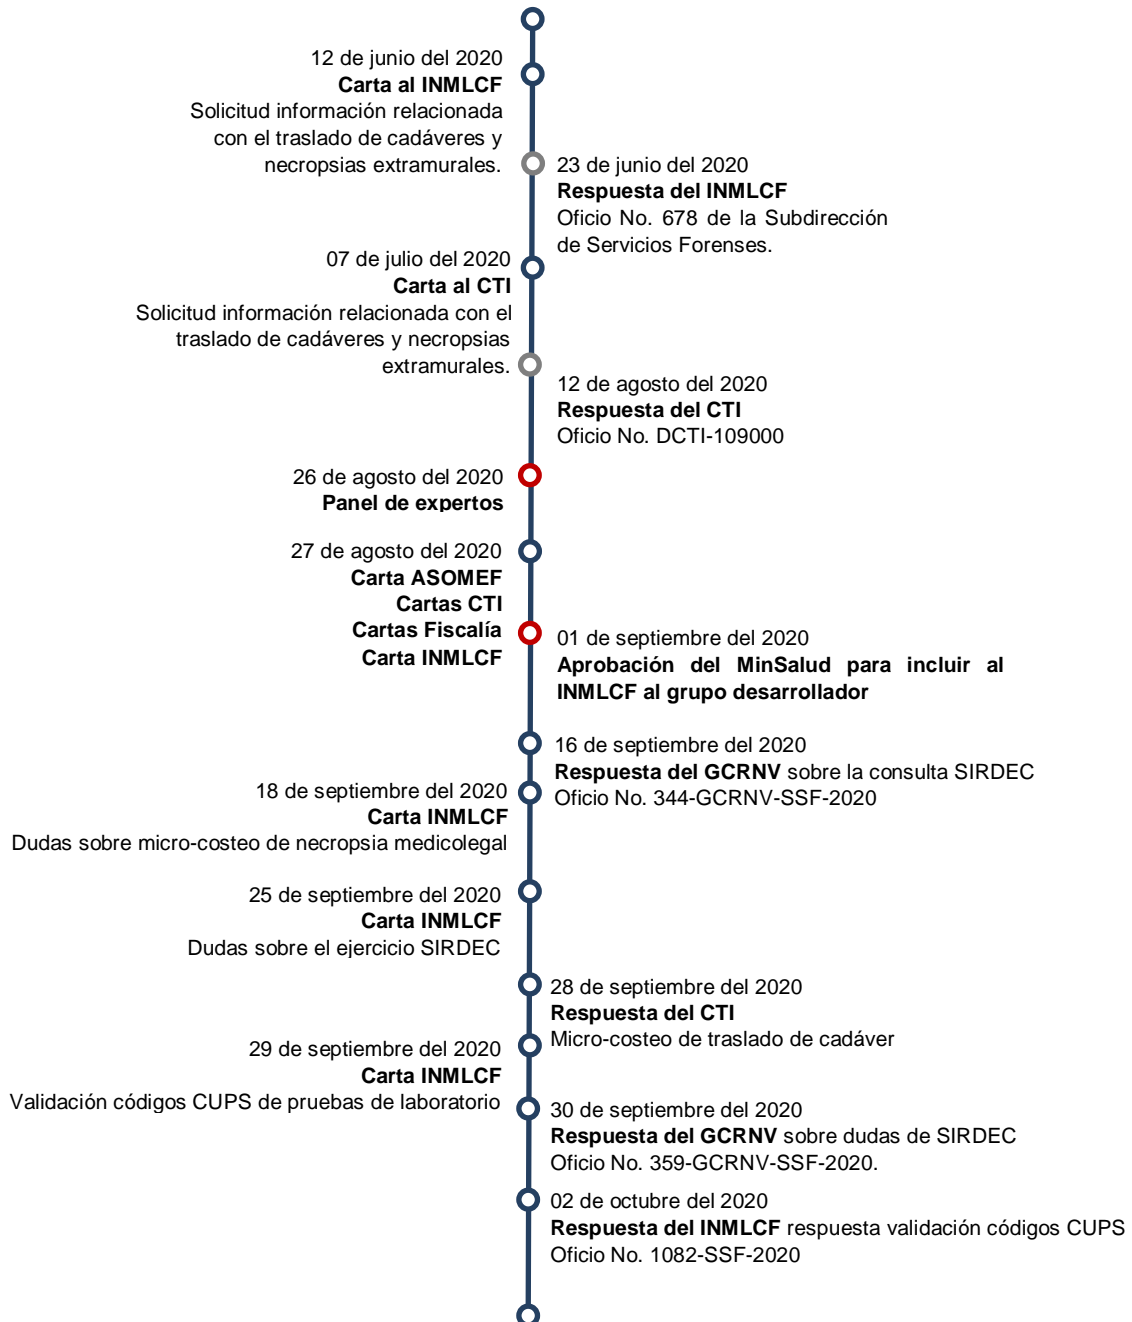 12 de junio del 2020
Carta al INMLCF
Solicitud información relacionada
con el traslado de cadáveres y
necropsias extramurales.
23 de junio del 2020
Respuesta del INMLCF
Oficio No. 678 de la Subdirección
de Servicios Forenses.
07 de julio del 2020
Carta al CTI
Solicitud información relacionada con el
traslado de cadáveres y necropsias
extramurales.
12 de agosto del 2020
Respuesta del CTI
Oficio No. DCTI-109000
26 de agosto del 2020
Panel de expertos
27 de agosto del 2020
Carta ASOMEF
Cartas CTI
Cartas Fiscalía
Carta INMLCF
01 de septiembre del 2020
Aprobación del MinSalud para incluir al
INMLCF al grupo desarrollador
16 de septiembre del 2020
Respuesta del GCRNV sobre la consulta SIRDEC
Oficio No. 344-GCRNV-SSF-2020
18 de septiembre del 2020
Carta INMLCF
Dudas sobre micro-costeo de necropsia medicolegal
25 de septiembre del 2020
Carta INMLCF
Dudas sobre el ejercicio SIRDEC
28 de septiembre del 2020
Respuesta del CTI
Micro-costeo de traslado de cadáver
29 de septiembre del 2020
Carta INMLCF
Validación códigos CUPS de pruebas de laboratorio
30 de septiembre del 2020
Respuesta del GCRNV sobre dudas de SIRDEC
Oficio No. 359-GCRNV-SSF-2020.
02 de octubre del 2020
Respuesta del INMLCF respuesta validación códigos CUPS
Oficio No. 1082-SSF-2020